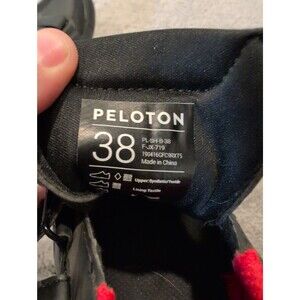 PELOTON
38
PL-SH-B-38
F-JX-719
Made in China
Upper:Synthetic/Textile
Lining:Textile